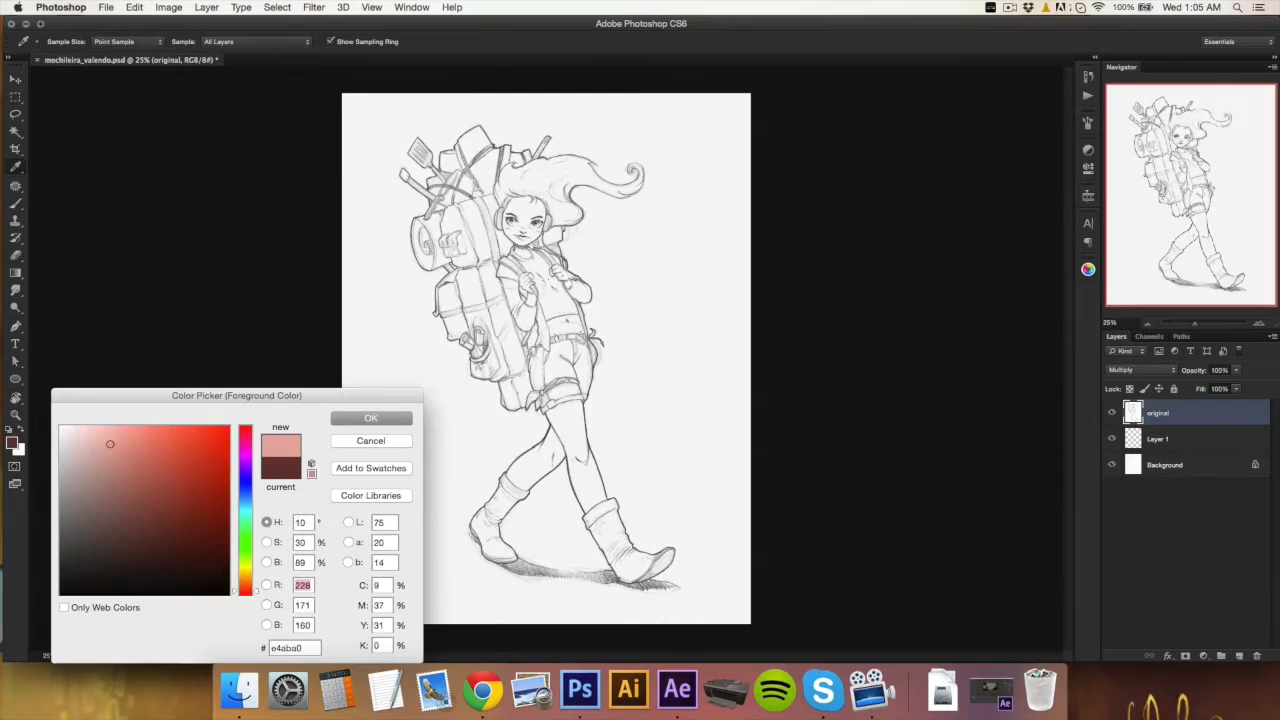 Photoshop File Edit Image Layer Type Select Filter 3D View Window Help 100% Wed 1:05 AM
Adobe Photoshop CS6
Sample Size: Point Sample Sample: All Layers Show Sampling Ring Essentials
mochileira_valendo.psd @ 25% (original, RGB/8#) *
Navigator
25%
Layers Channels Paths
Kind
Multiply Opacity: 100%
Lock: Fill: 100%
original
Layer 1
Background
Color Picker (Foreground Color)
new
current
OK
Cancel
Add to Swatches
Color Libraries
H: 10 ° L: 75
S: 30 % a: 20
B: 89 % b: 14
R: 228 C: 9 %
G: 171 M: 37 %
B: 160 Y: 31 %
# e4aba0 K: 0 %
Only Web Colors
Ps Ai Ae
Ae